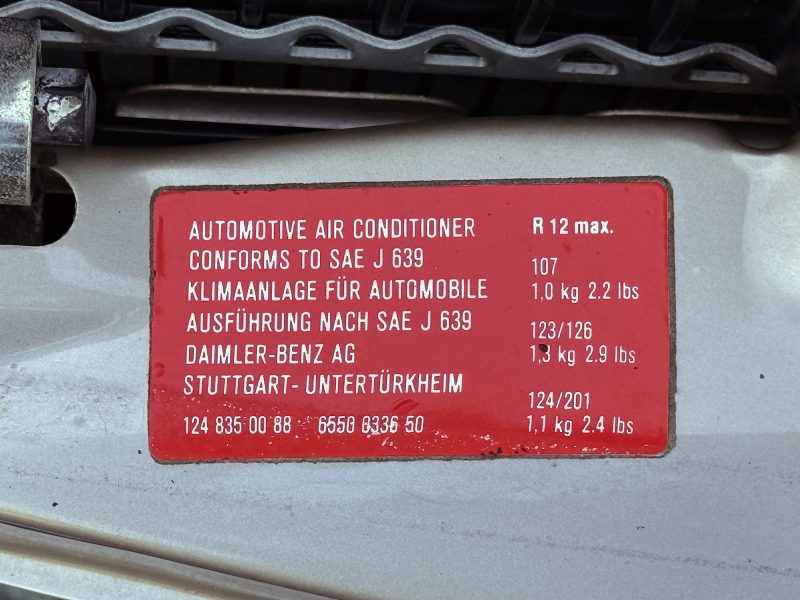 AUTOMOTIVE AIR CONDITIONER
CONFORMS TO SAE J 639
KLIMAANLAGE FÜR AUTOMOBILE
AUSFÜHRUNG NACH SAE J 639
DAIMLER-BENZ AG
STUTTGART- UNTERTÜRKHEIM
124 835 00 88 6550 0336 50
R 12 max.
107
1,0 kg 2.2 lbs
123/126
1,3 kg 2.9 lbs
124/201
1,1 kg 2.4 lbs